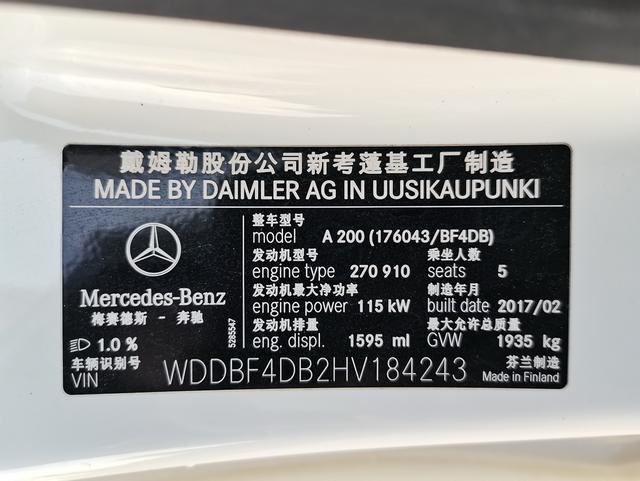 戴姆勒股份公司新考蓬基工厂制造
MADE BY DAIMLER AG IN UUSIKAUPUNKI
整车型号
model A 200 (176043/BF4DB)
发动机型号 乘坐人数
engine type 270 910 seats 5
发动机最大净功率 制造年月
engine power 115 kW built date 2017/02
发动机排量 最大允许总质量
eng. displ. 1595 ml GVW 1935 kg
Mercedes-Benz
梅赛德斯 - 奔驰
5285547
1.0 %
车辆识别号 芬兰制造
VIN WDDBF4DB2HV184243 Made in Finland